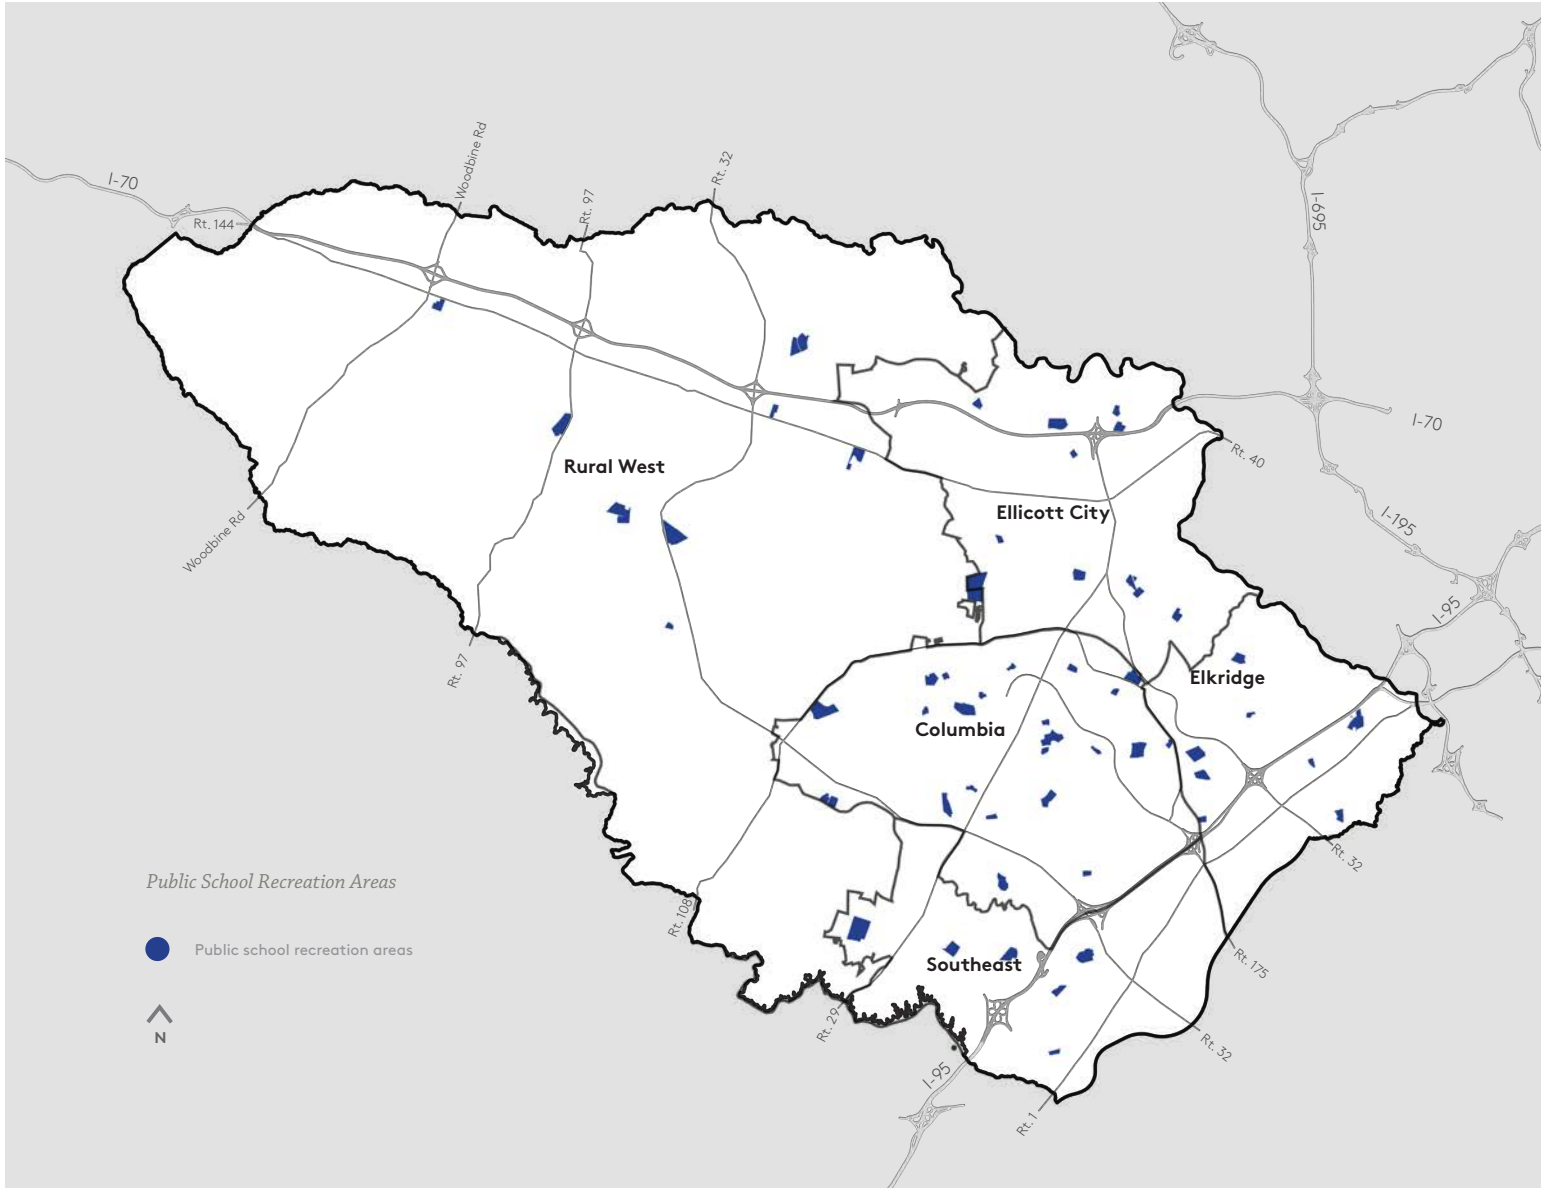 I-70
Rt. 144
Woodbine Rd
Rt. 97
Rt. 32
I-695
I-70
Rt. 40
I-195
I-95
Rural West
Ellicott City
Woodbine Rd
Rt. 97
Elkridge
Columbia
Rt. 32
Public School Recreation Areas
Public school recreation areas
N
Rt. 108
Southeast
Rt. 175
Rt. 29
Rt. 32
I-95
Rt. 1